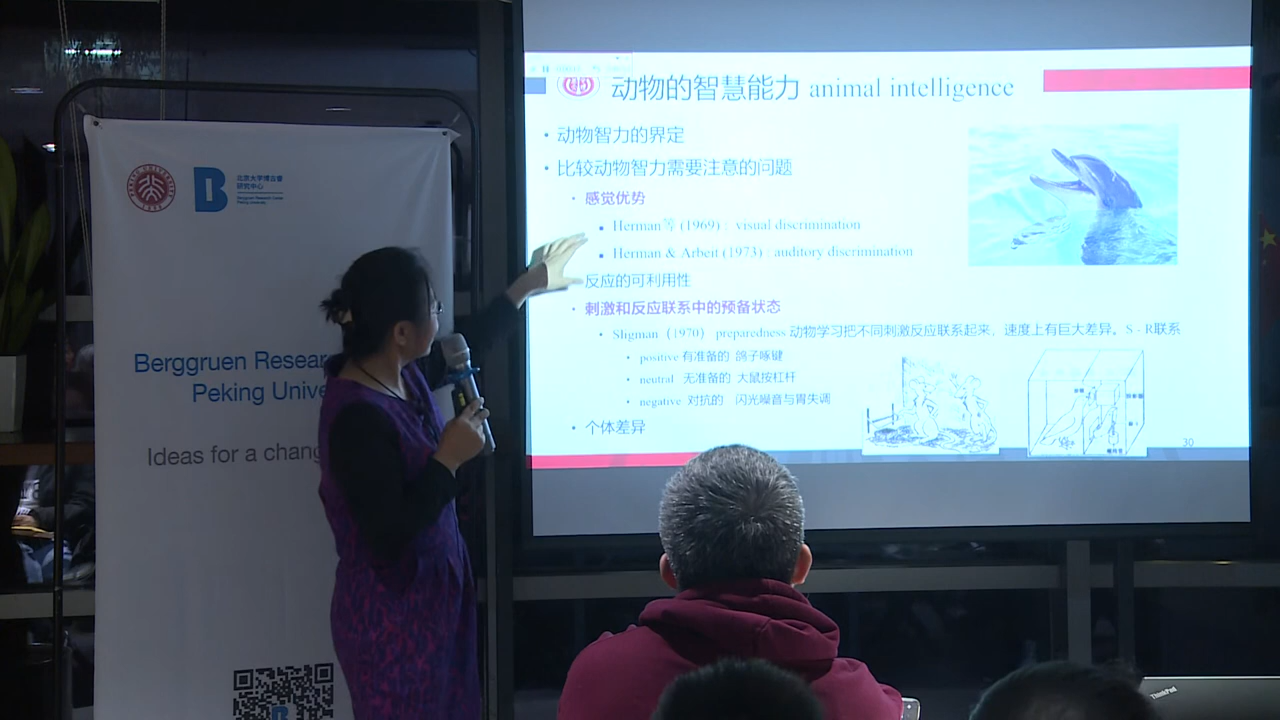 动物的智慧能力 animal intelligence
• 动物智力的界定
• 比较动物智力需要注意的问题
• 感觉优势
• Herman等 (1969) : visual discrimination
• Herman & Arbeit (1973) : auditory discrimination
反应的可利用性
• 刺激和反应联系中的预备状态
• Sligman （1970） preparedness 动物学习把不同刺激反应联系起来，速度上有巨大差异。S - R联系
• positive 有准备的 鸽子啄键
• neutral 无准备的 大鼠按杠杆
• negative 对抗的 闪光噪音与胃失调
• 个体差异
30
北京大学博古睿
研究中心
Berggruen Research Center
Peking University
Berggruen Resear
Peking Unive
Ideas for a chang
ThinkPad